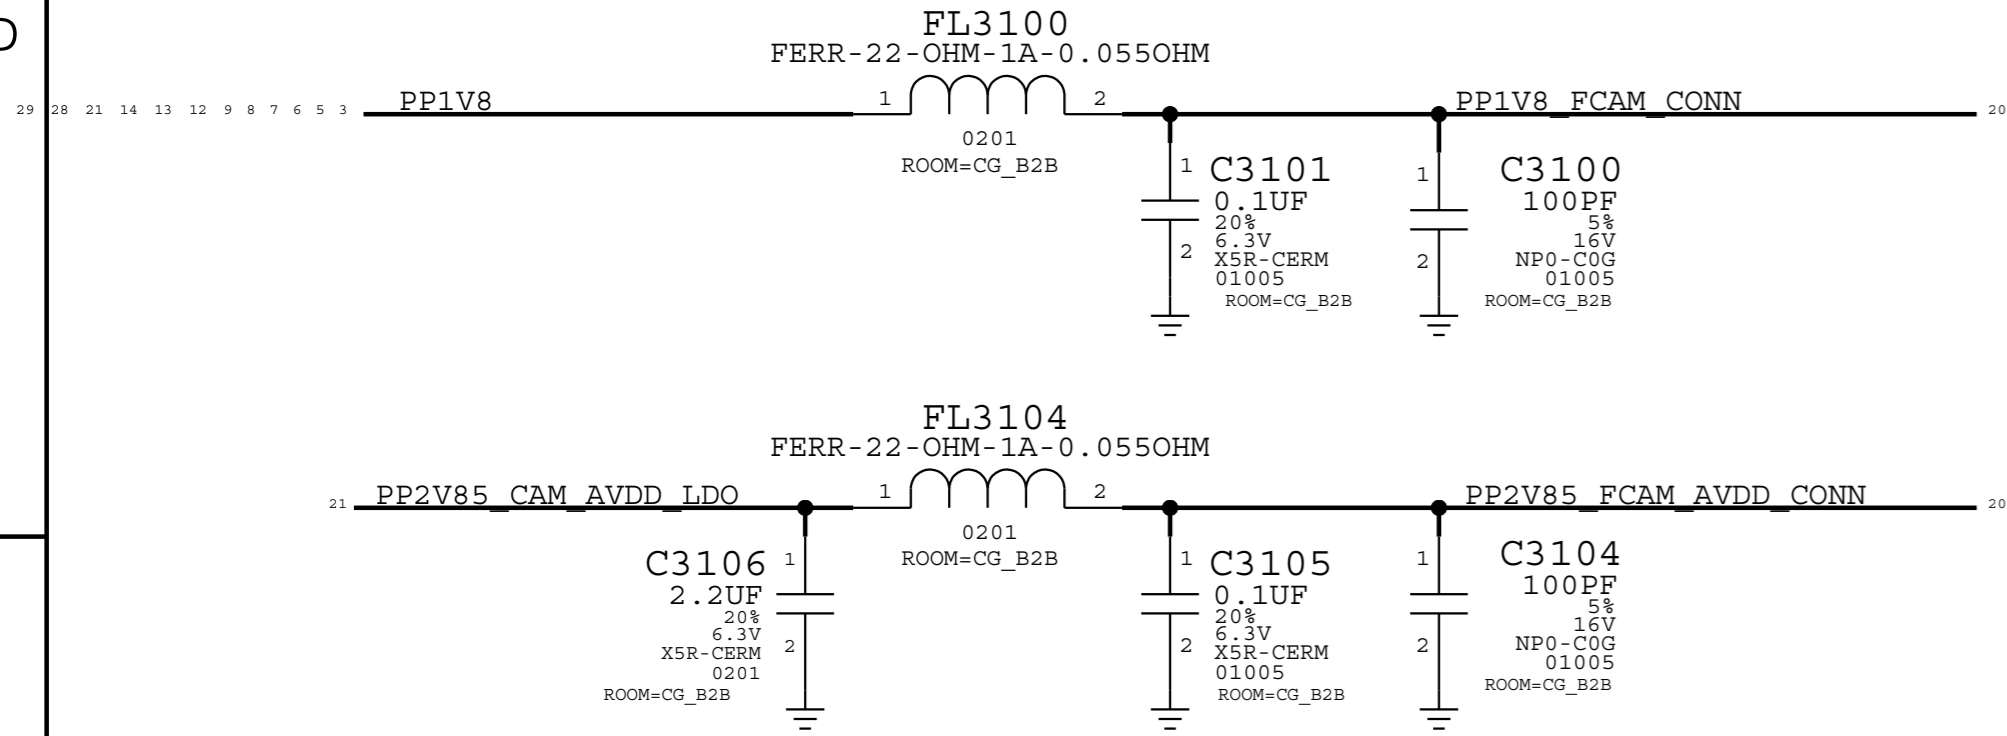 D
FL3100
FERR-22-OHM-1A-0.055OHM
29 28 21 14 13 12 9 8 7 6 5 3 PP1V8 1 2 PP1V8_FCAM_CONN 20
0201
ROOM=CG_B2B
1 C3101
0.1UF
20%
6.3V
2 X5R-CERM
01005
ROOM=CG_B2B
1 C3100
100PF
5%
16V
2 NP0-C0G
01005
ROOM=CG_B2B
FL3104
FERR-22-OHM-1A-0.055OHM
21 PP2V85_CAM_AVDD_LDO 1 2 PP2V85_FCAM_AVDD_CONN 20
0201
ROOM=CG_B2B
C3106 1
2.2UF
20%
6.3V
X5R-CERM 2
0201
ROOM=CG_B2B
1 C3105
0.1UF
20%
6.3V
2 X5R-CERM
01005
ROOM=CG_B2B
1 C3104
100PF
5%
16V
2 NP0-C0G
01005
ROOM=CG_B2B